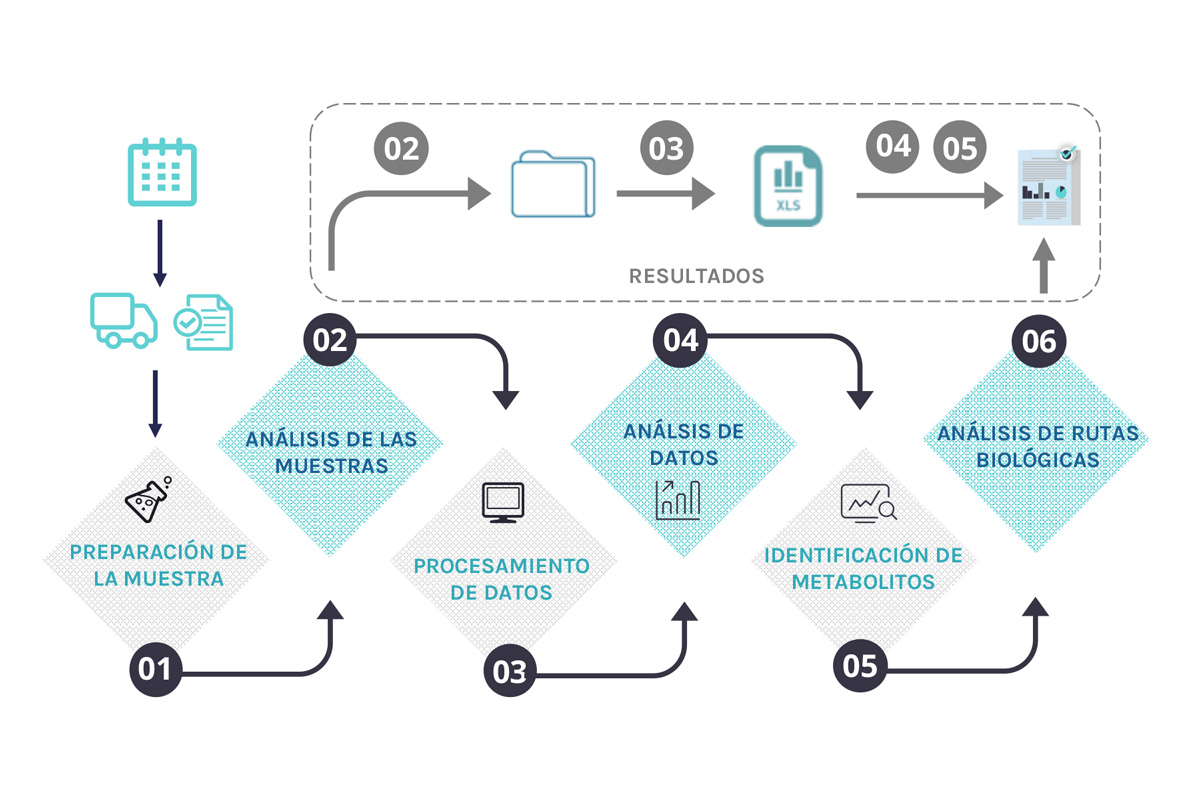 02
03
04
05
XLS
RESULTADOS
02
04
06
ANÁLISIS DE LAS
MUESTRAS
ANÁLSIS DE
DATOS
ANÁLISIS DE RUTAS
BIOLÓGICAS
PREPARACIÓN DE
LA MUESTRA
PROCESAMIENTO
DE DATOS
IDENTIFICACIÓN DE
METABOLITOS
01
03
05